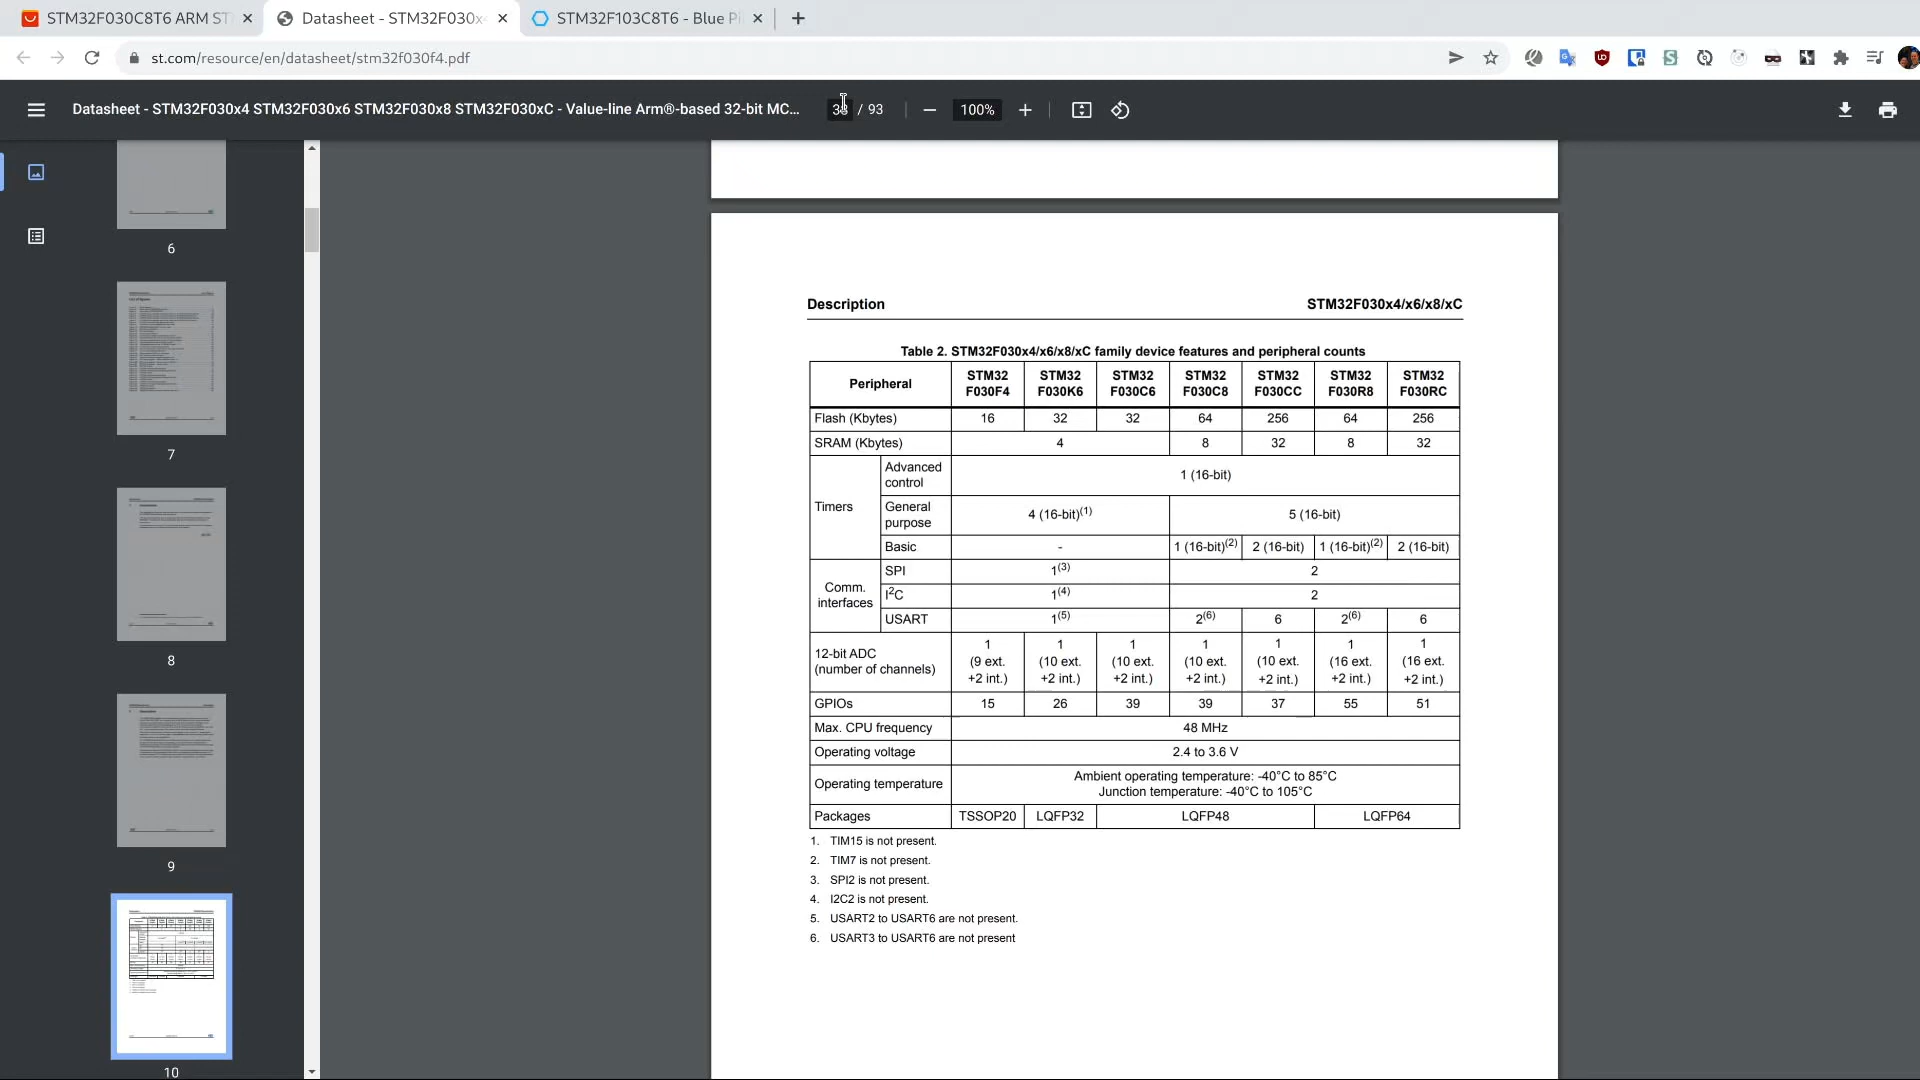 STM32F030C8T6 ARM ST
Datasheet - STM32F030x
STM32F103C8T6 - Blue Pi
st.com/resource/en/datasheet/stm32f030f4.pdf
Datasheet - STM32F030x4 STM32F030x6 STM32F030x8 STM32F030xC - Value-line Arm®-based 32-bit MC...
/ 93
100%
6
7
8
9
10
Description STM32F030x4/x6/x8/xC
Table 2. STM32F030x4/x6/x8/xC family device features and peripheral counts
Peripheral STM32 F030F4 STM32 F030K6 STM32 F030C6 STM32 F030C8 STM32 F030CC STM32 F030R8 STM32 F030RC
Flash (Kbytes) 16 32 32 64 256 64 256
SRAM (Kbytes) 4 8 32 8 32
Timers
Advanced control 1 (16-bit)
General purpose 4 (16-bit)(1) 5 (16-bit)
Basic - 1 (16-bit)(2) 2 (16-bit) 1 (16-bit)(2) 2 (16-bit)
Comm. interfaces
SPI 1(3) 2
I2C 1(4) 2
USART 1(5) 2(6) 6 2(6) 6
12-bit ADC (number of channels) 1 (9 ext. +2 int.) 1 (10 ext. +2 int.) 1 (10 ext. +2 int.) 1 (10 ext. +2 int.) 1 (10 ext. +2 int.) 1 (16 ext. +2 int.) 1 (16 ext. +2 int.)
GPIOs 15 26 39 39 37 55 51
Max. CPU frequency 48 MHz
Operating voltage 2.4 to 3.6 V
Operating temperature Ambient operating temperature: -40°C to 85°C
Junction temperature: -40°C to 105°C
Packages TSSOP20 LQFP32 LQFP48 LQFP64
1. TIM15 is not present.
2. TIM7 is not present.
3. SPI2 is not present.
4. I2C2 is not present.
5. USART2 to USART6 are not present.
6. USART3 to USART6 are not present